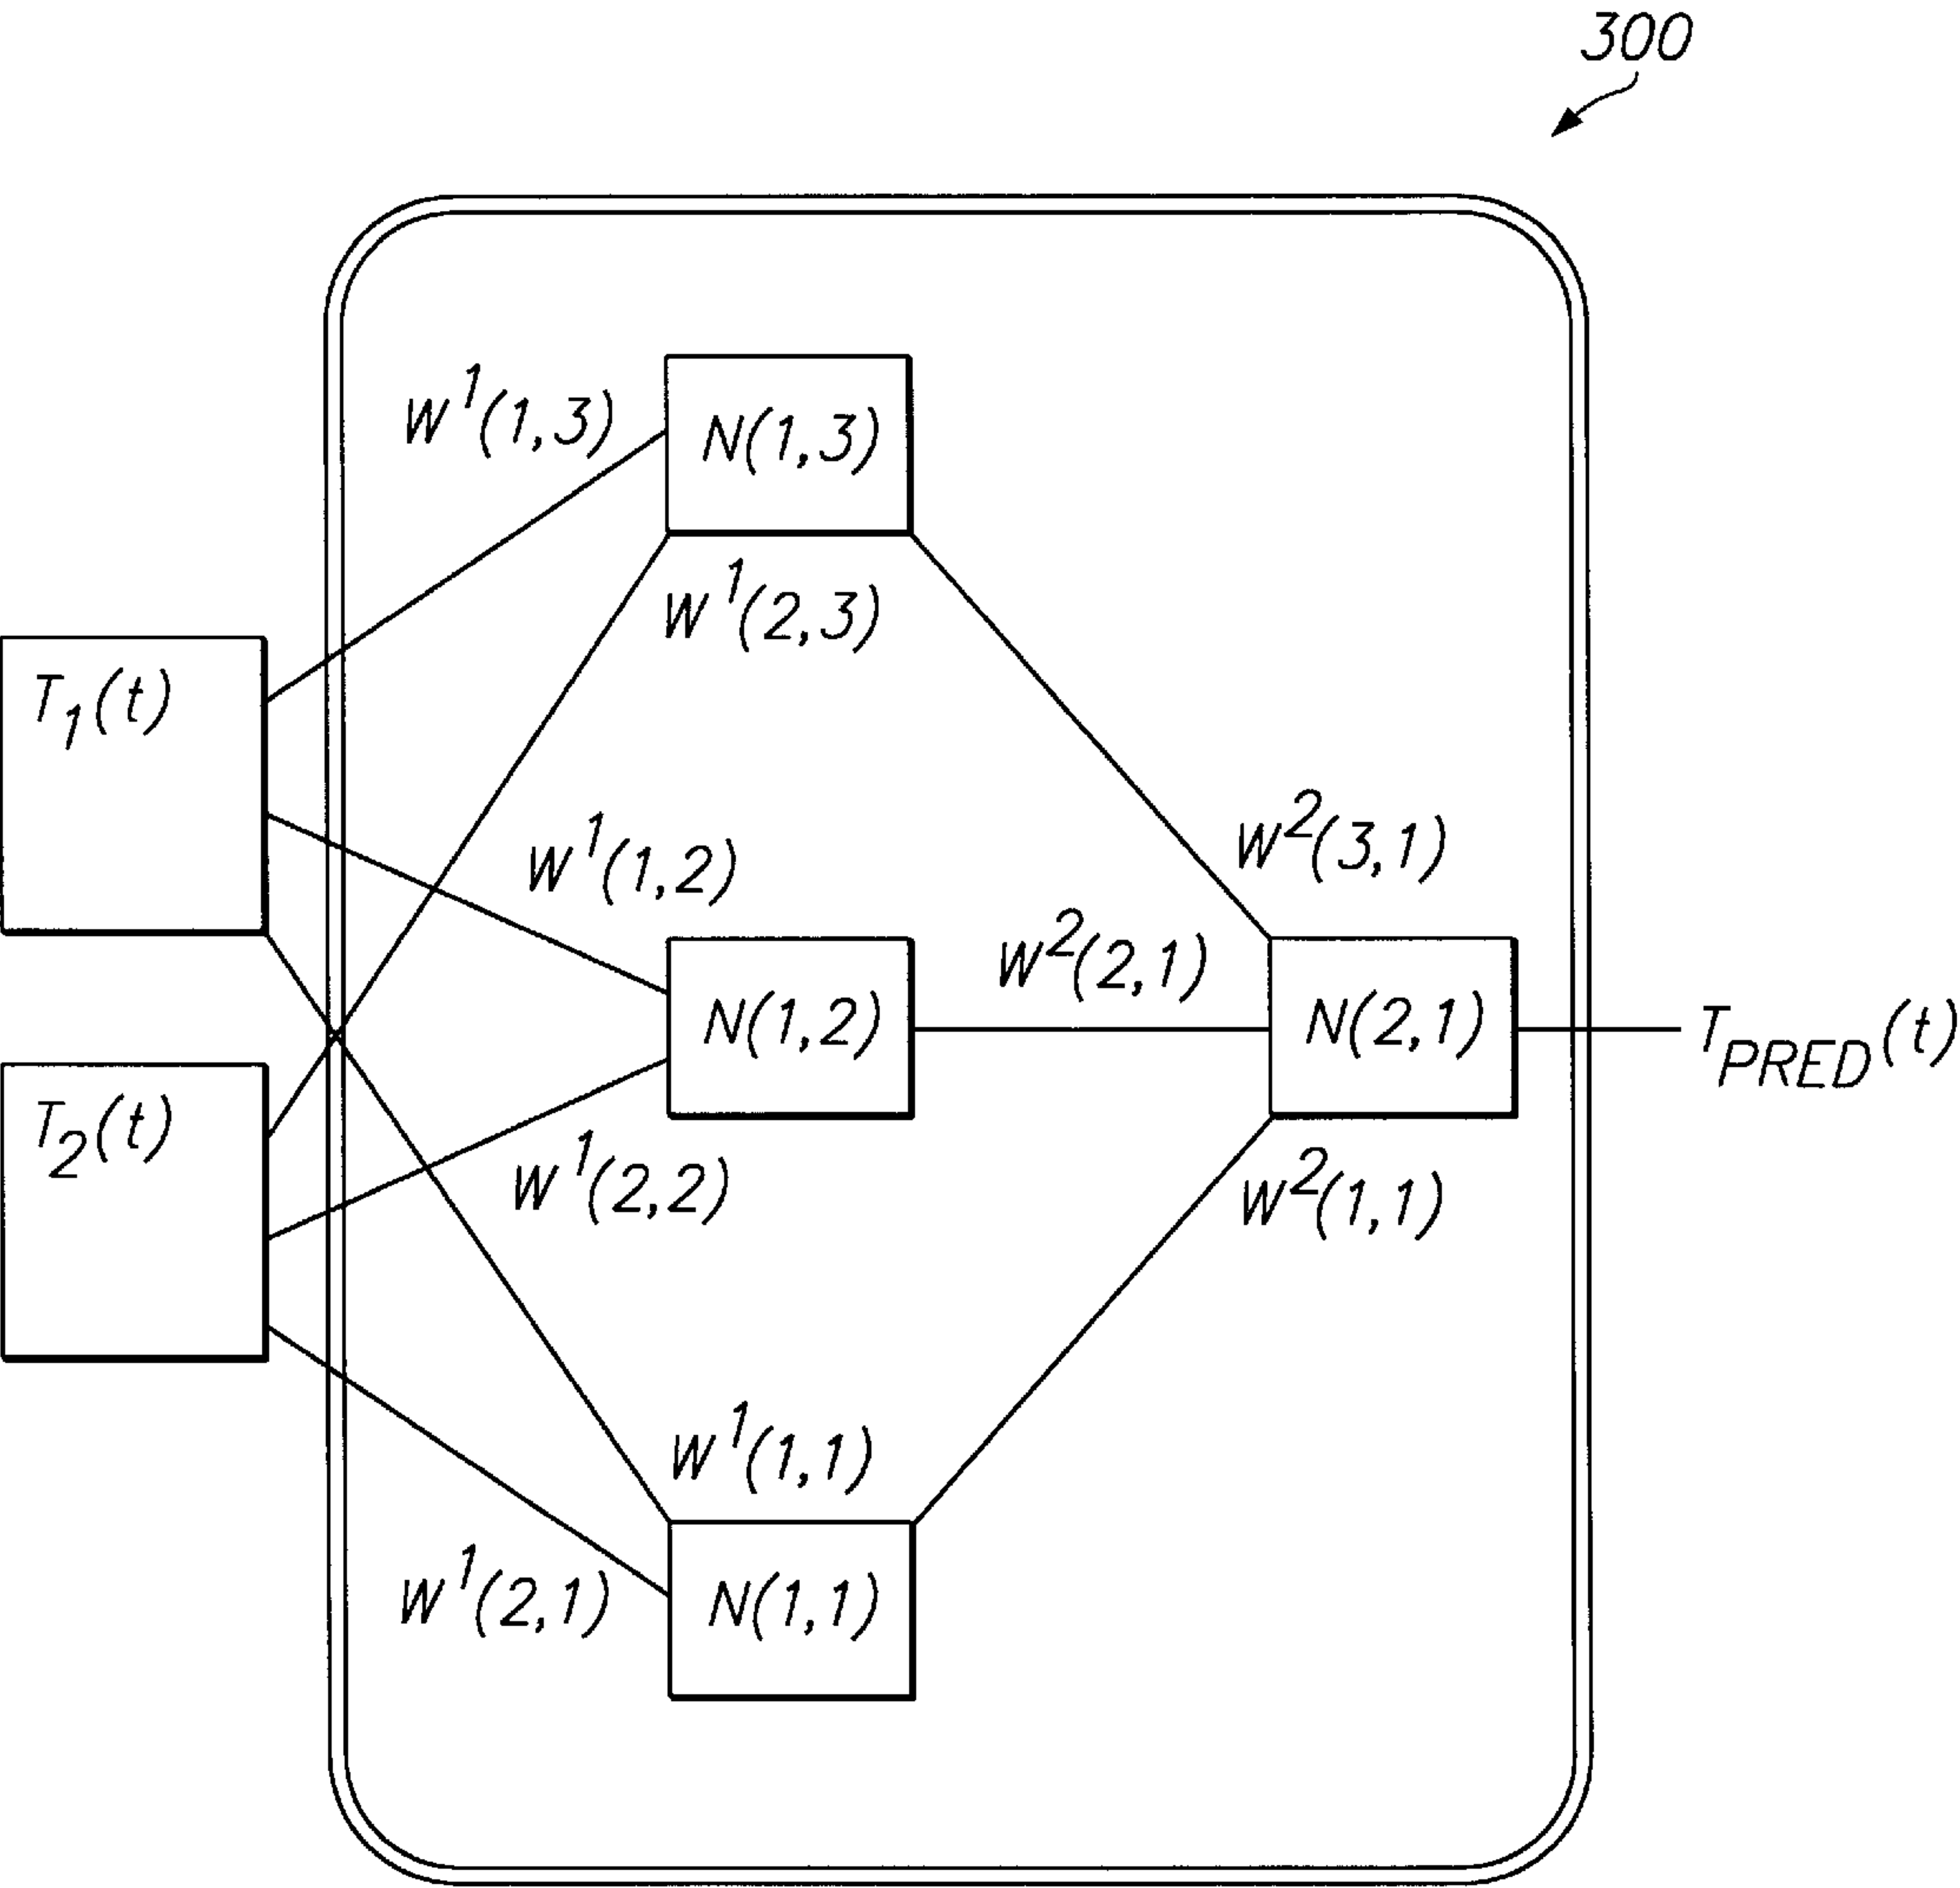 300
W¹(1,3)
N(1,3)
W¹(2,3)
T₁(t)
W¹(1,2)
W²(3,1)
W²(2,1)
N(1,2)
N(2,1)
T_PRED(t)
T₂(t)
W¹(2,2)
W²(1,1)
W¹(1,1)
W¹(2,1)
N(1,1)